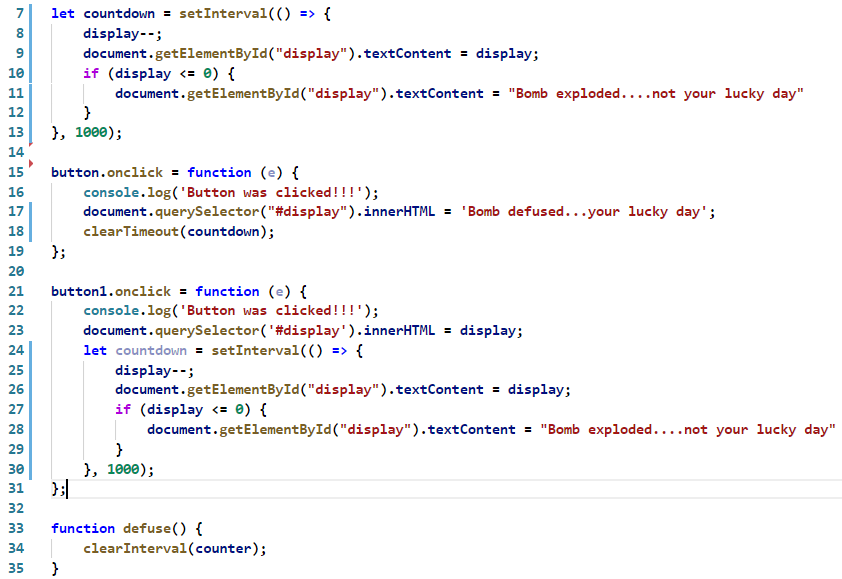 7 let countdown = setInterval(() => {
8 display--;
9 document.getElementById("display").textContent = display;
10 if (display <= 0) {
11 document.getElementById("display").textContent = "Bomb exploded....not your lucky day"
12 }
13 }, 1000);
14
15 button.onclick = function (e) {
16 console.log('Button was clicked!!!');
17 document.querySelector("#display").innerHTML = 'Bomb defused...your lucky day';
18 clearTimeout(countdown);
19 };
20
21 button1.onclick = function (e) {
22 console.log('Button was clicked!!!');
23 document.querySelector('#display').innerHTML = display;
24 let countdown = setInterval(() => {
25 display--;
26 document.getElementById("display").textContent = display;
27 if (display <= 0) {
28 document.getElementById("display").textContent = "Bomb exploded....not your lucky day"
29 }
30 }, 1000);
31 };
32
33 function defuse() {
34 clearInterval(counter);
35 }